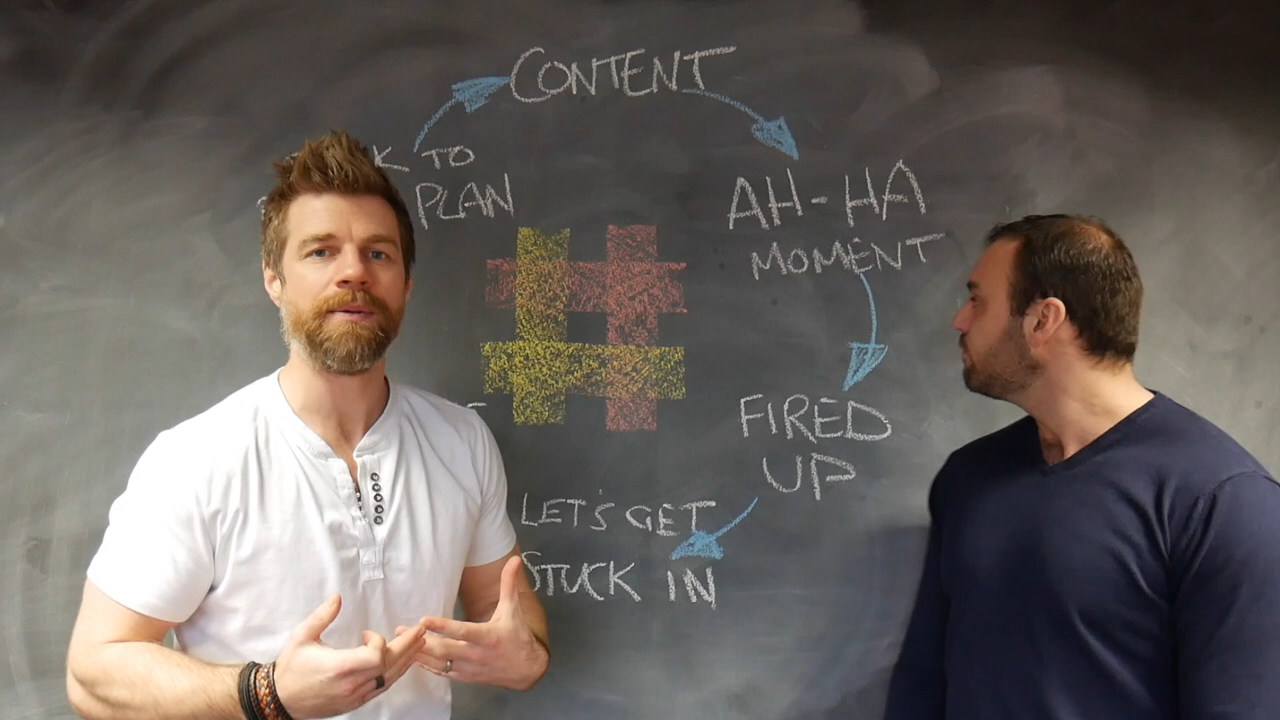 CONTENT
K TO
PLAN
AH-HA
MOMENT
FIRED
UP
LET'S GET
STUCK IN